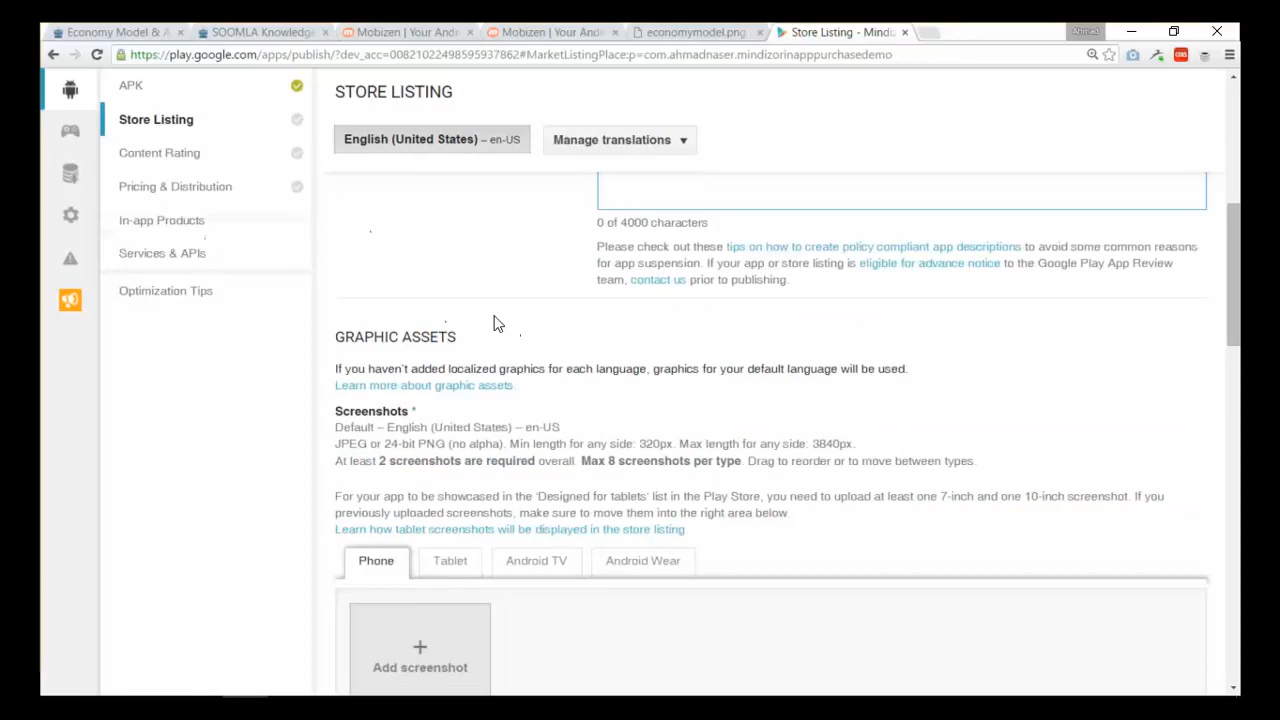 Economy Model & A
SOOMLA Knowledge
Mobizen | Your And
Mobizen | Your And
economymodel.png
Store Listing - Mindiz
Ahmad
https://play.google.com/apps/publish/?dev_acc=00821022498595937862#MarketListingPlace:p=com.ahmadnaser.mindizorinapppurchasedemo
APK
Store Listing
Content Rating
Pricing & Distribution
In-app Products
Services & APIs
Optimization Tips
STORE LISTING
English (United States) – en-US
Manage translations
0 of 4000 characters
Please check out these tips on how to create policy compliant app descriptions to avoid some common reasons
for app suspension. If your app or store listing is eligible for advance notice to the Google Play App Review
team, contact us prior to publishing.
GRAPHIC ASSETS
If you haven't added localized graphics for each language, graphics for your default language will be used.
Learn more about graphic assets.
Screenshots *
Default – English (United States) – en-US
JPEG or 24-bit PNG (no alpha). Min length for any side: 320px. Max length for any side: 3840px.
At least 2 screenshots are required overall. Max 8 screenshots per type. Drag to reorder or to move between types.
For your app to be showcased in the 'Designed for tablets' list in the Play Store, you need to upload at least one 7-inch and one 10-inch screenshot. If you
previously uploaded screenshots, make sure to move them into the right area below.
Learn how tablet screenshots will be displayed in the store listing.
Phone
Tablet
Android TV
Android Wear
+
Add screenshot